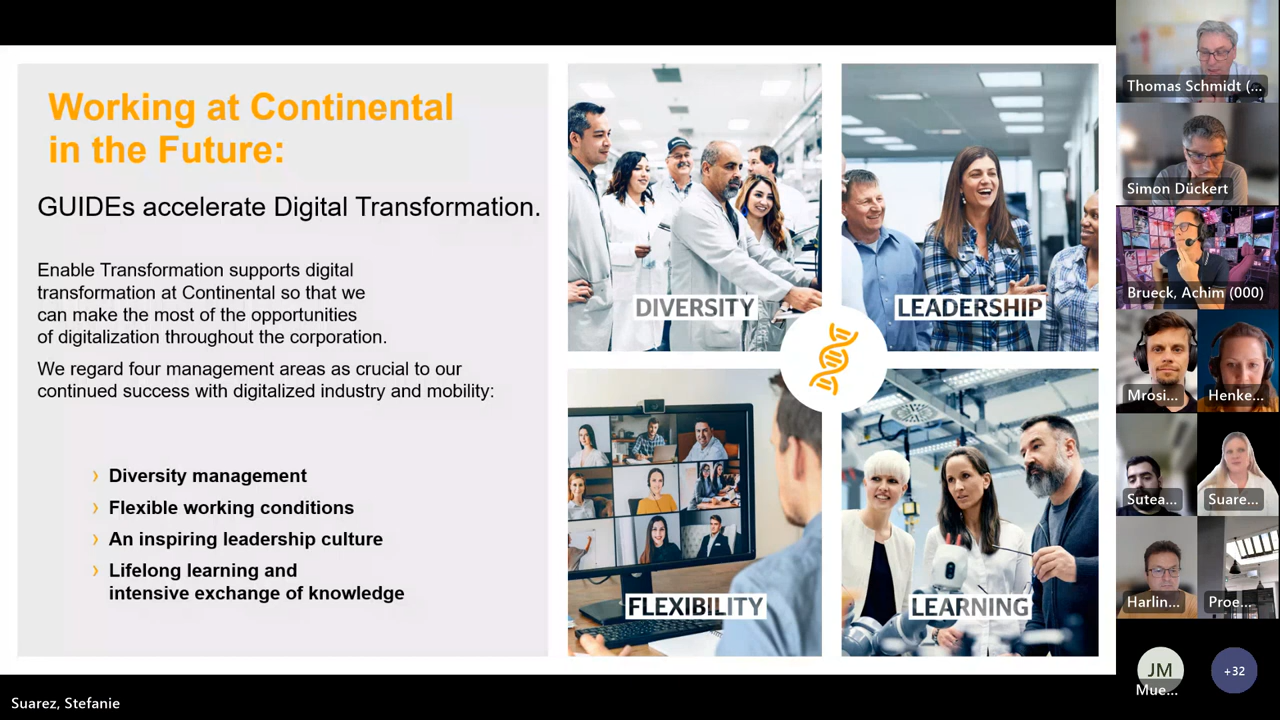 Working at Continental
in the Future:
GUIDEs accelerate Digital Transformation.
Enable Transformation supports digital
transformation at Continental so that we
can make the most of the opportunities
of digitalization throughout the corporation.
We regard four management areas as crucial to our
continued success with digitalized industry and mobility:
› Diversity management
› Flexible working conditions
› An inspiring leadership culture
› Lifelong learning and
intensive exchange of knowledge
DIVERSITY
LEADERSHIP
FLEXIBILITY
LEARNING
Thomas Schmidt (...
Simon Dückert
Brueck, Achim (000)
Mrosi...
Henke...
Sutea...
Suare...
Harlin...
Proe...
JM
Mue...
+32
Suarez, Stefanie